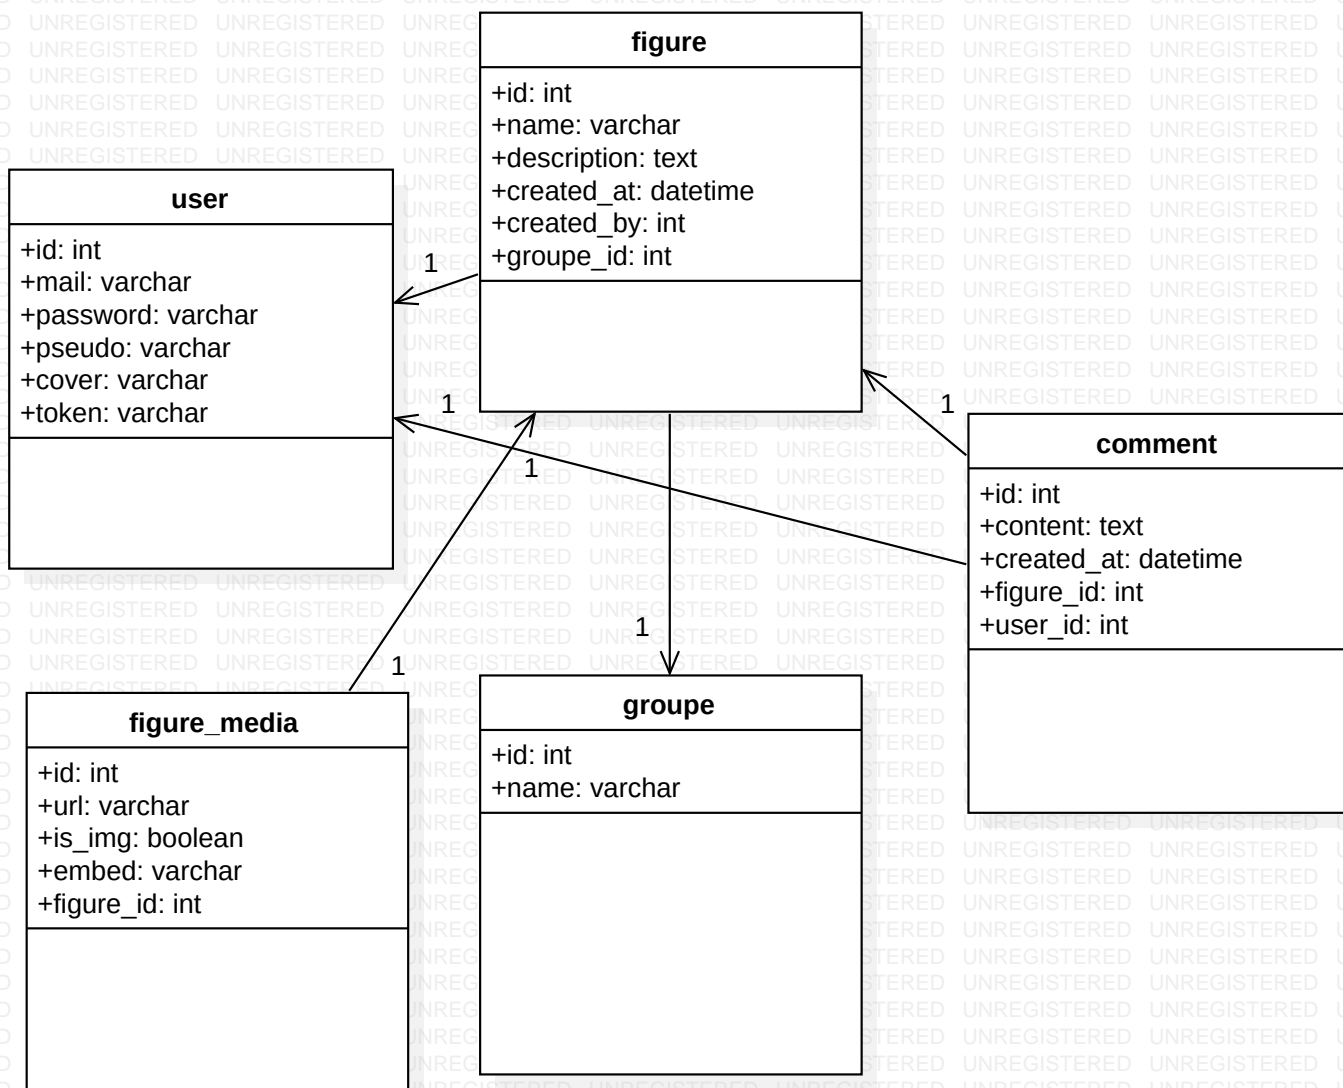 figure
+id: int
+name: varchar
+description: text
+created_at: datetime
+created_by: int
+groupe_id: int
user
+id: int
+mail: varchar
+password: varchar
+pseudo: varchar
+cover: varchar
+token: varchar
1
1
1
1
comment
+id: int
+content: text
+created_at: datetime
+figure_id: int
+user_id: int
1
1
figure_media
+id: int
+url: varchar
+is_img: boolean
+embed: varchar
+figure_id: int
groupe
+id: int
+name: varchar
UNREGISTERED